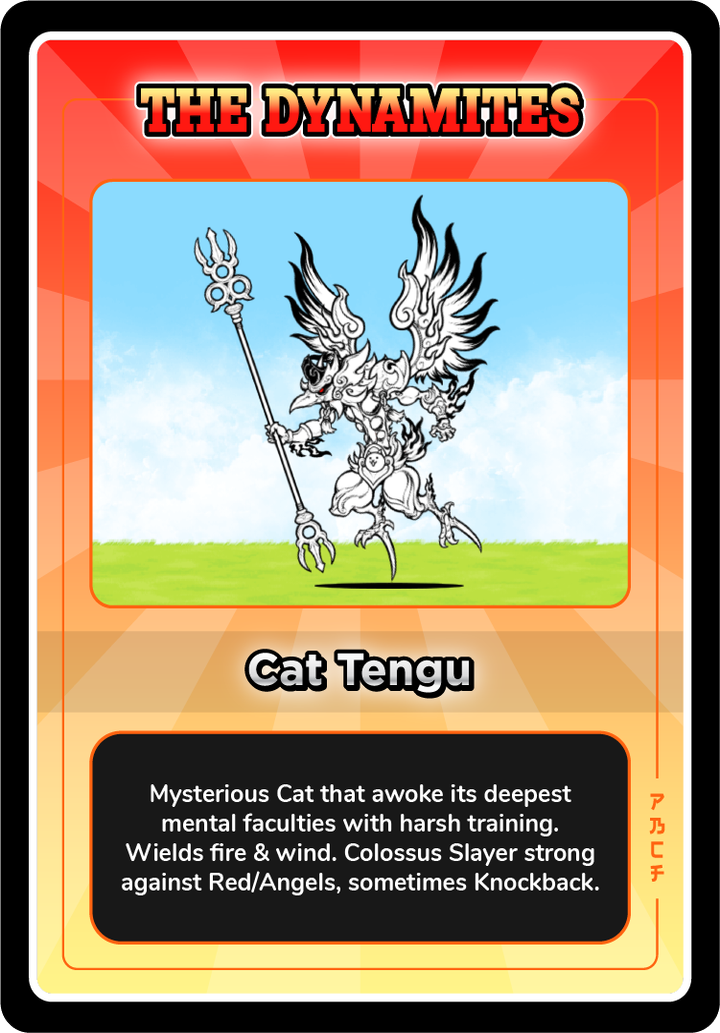 THE DYNAMITES
Cat Tengu
Mysterious Cat that awoke its deepest
mental faculties with harsh training.
Wields fire & wind. Colossus Slayer strong
against Red/Angels, sometimes Knockback.
ア
乃
匚
チ